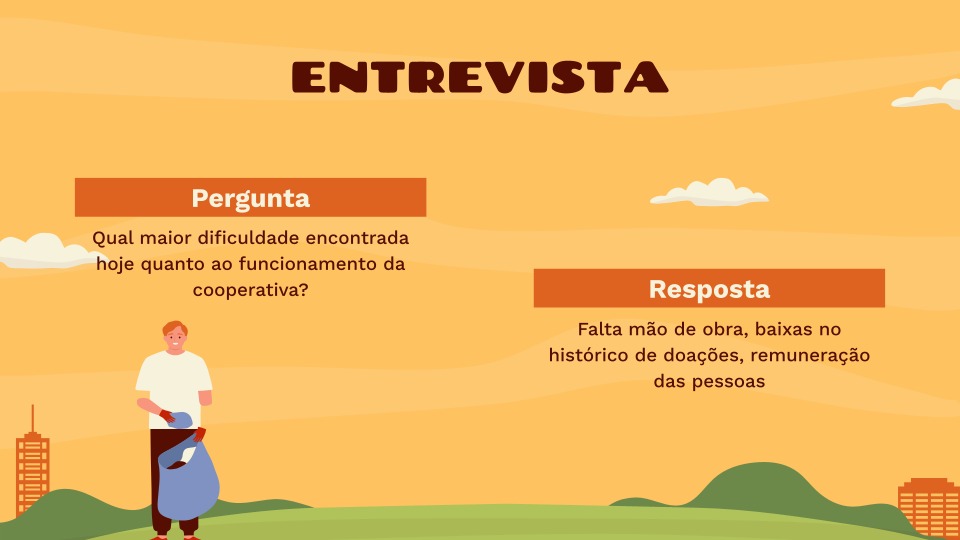 ENTREVISTA
Pergunta
Qual maior dificuldade encontrada
hoje quanto ao funcionamento da
cooperativa?
Resposta
Falta mão de obra, baixas no
histórico de doações, remuneração
das pessoas